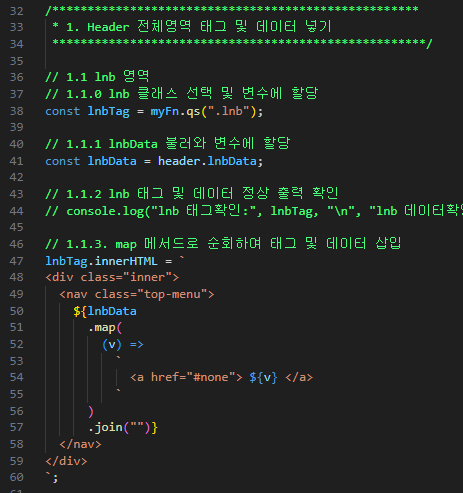 32 /**************************************************
33  * 1. Header 전체영역 태그 및 데이터 넣기
34  ***************************************************/
35
36 // 1.1 lnb 영역
37 // 1.1.0 lnb 클래스 선택 및 변수에 할당
38 const lnbTag = myFn.qs(".lnb");
39
40 // 1.1.1 lnbData 불러와 변수에 할당
41 const lnbData = header.lnbData;
42
43 // 1.1.2 lnb 태그 및 데이터 정상 출력 확인
44 // console.log("lnb 태그확인:", lnbTag, "\n", "lnb 데이터확인
45
46 // 1.1.3. map 메서드로 순회하여 태그 및 데이터 삽입
47 lnbTag.innerHTML = `
48 <div class="inner">
49   <nav class="top-menu">
50     ${lnbData
51       .map(
52         (v) =>
53           `
54             <a href="#none"> ${v} </a>
55           `
56       )
57       .join("")}
58   </nav>
59 </div>
60 `;
61